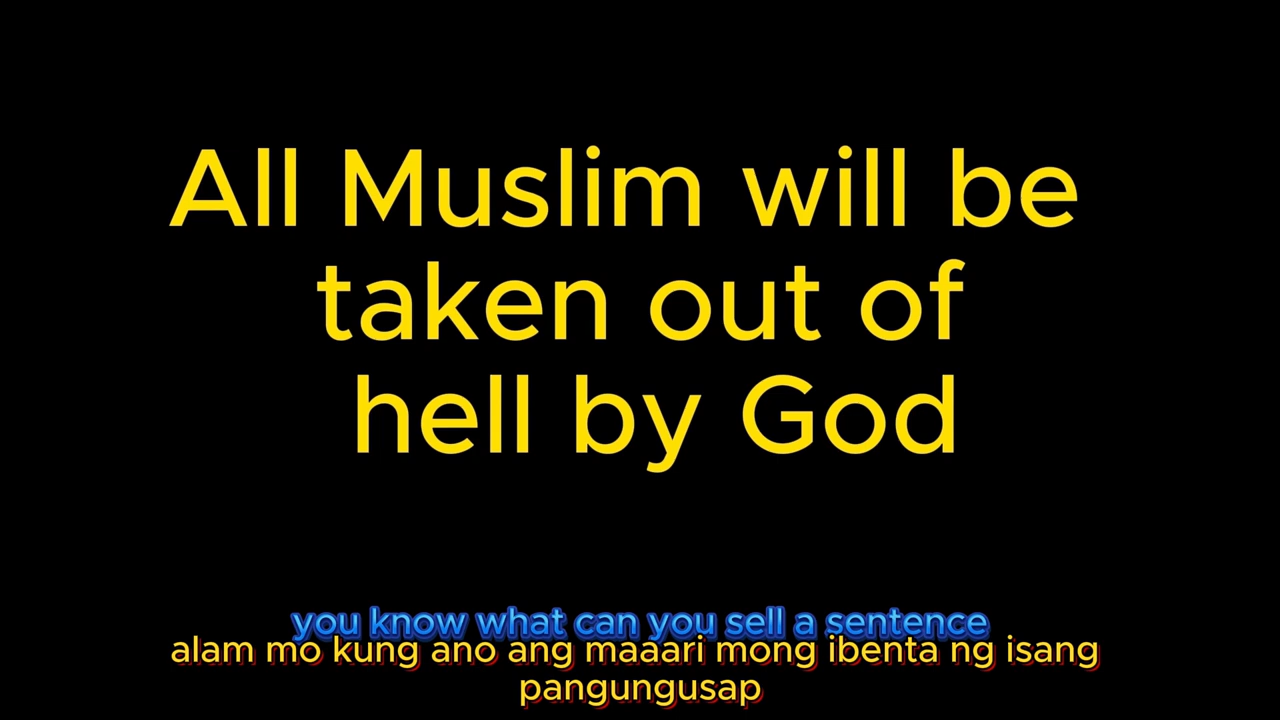 All Muslim will be
taken out of
hell by God
you know what can you sell a sentence
alam mo kung ano ang maaari mong ibenta ng isang
pangungusap